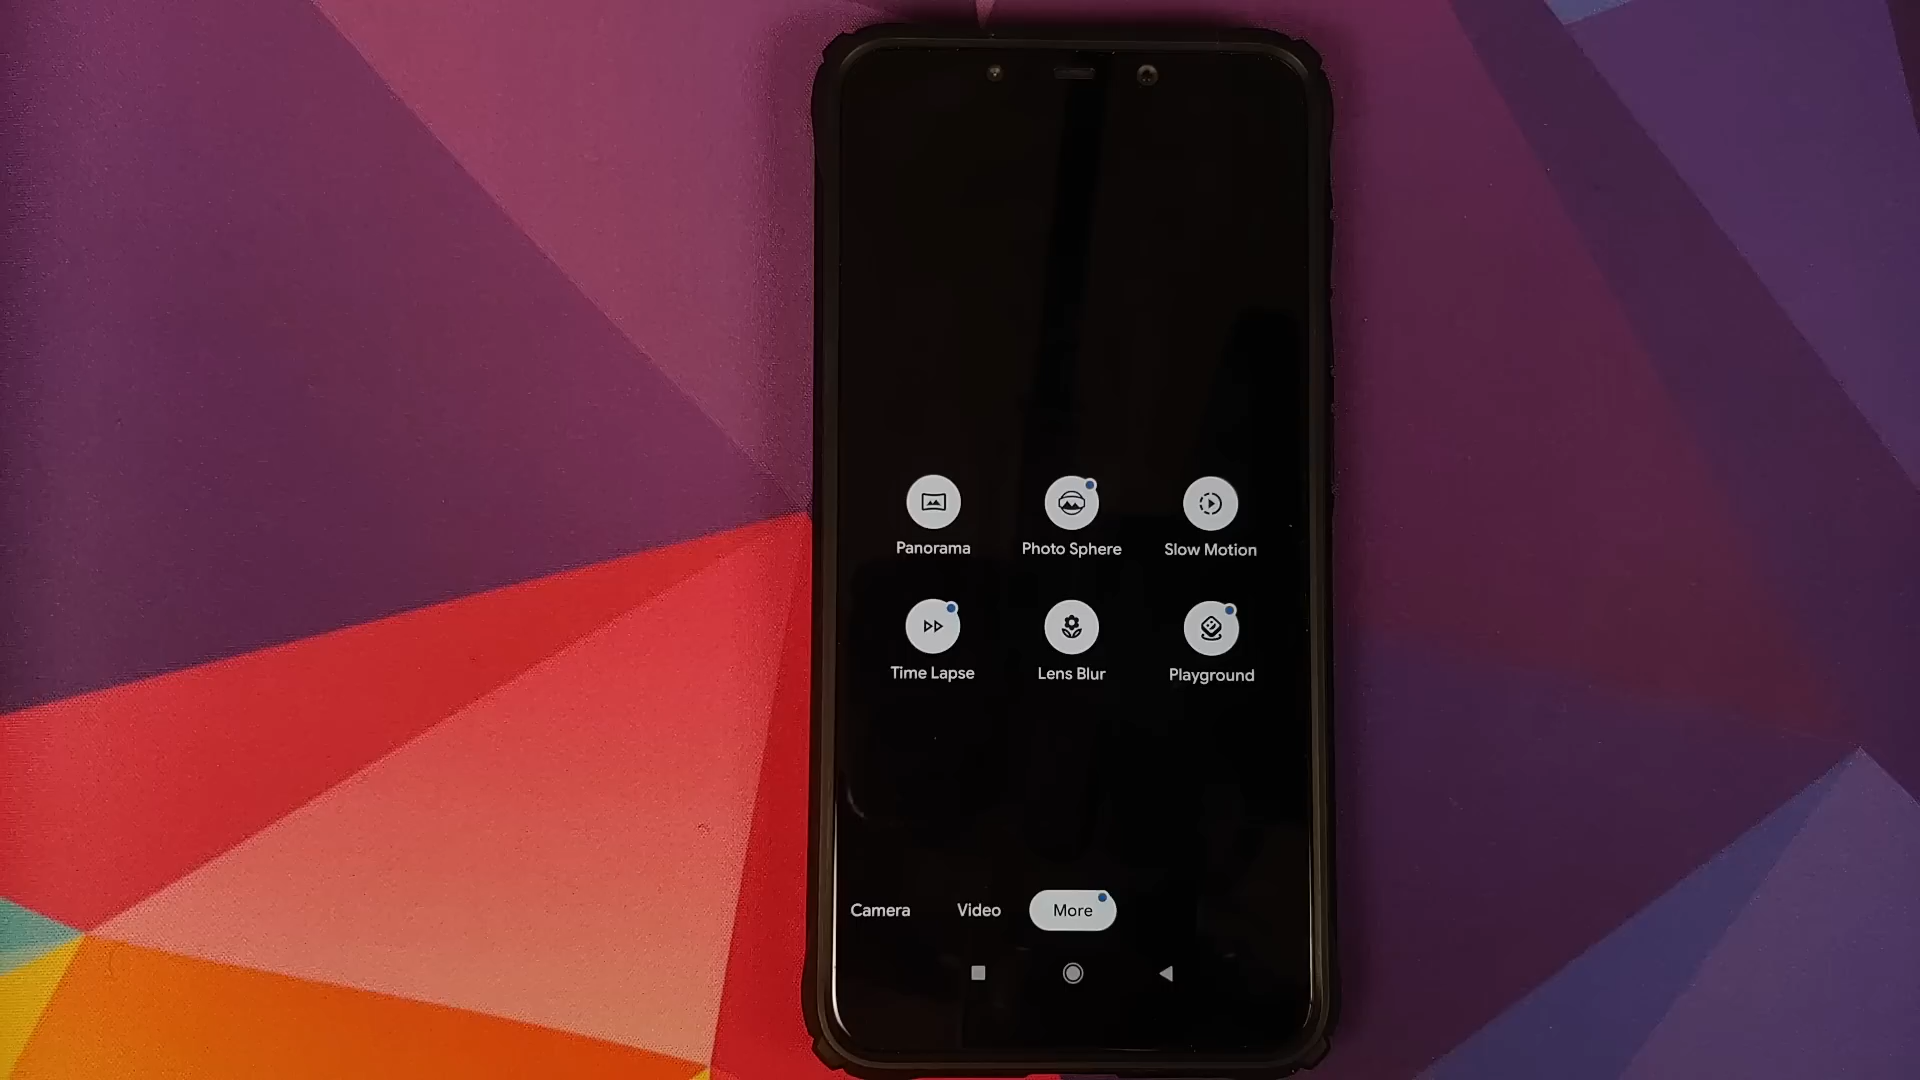 Panorama
Photo Sphere
Slow Motion
Time Lapse
Lens Blur
Playground
Camera
Video
More